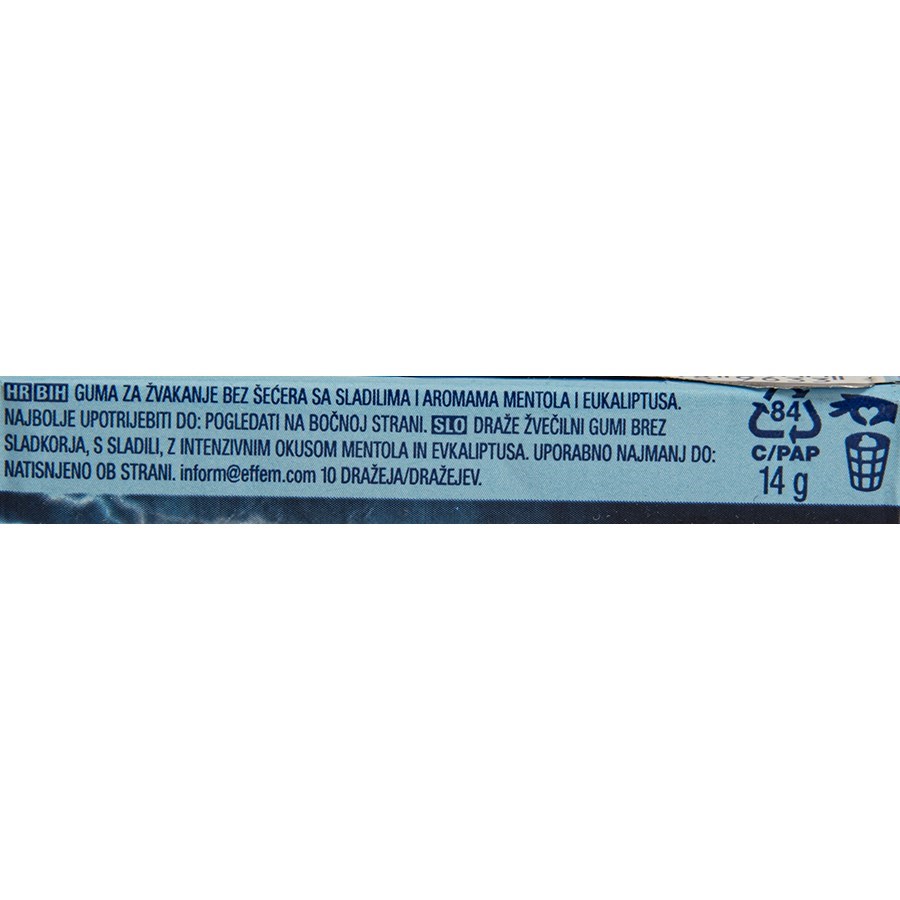 HR BIH GUMA ZA ŽVAKANJE BEZ ŠEĆERA SA SLADILIMA I AROMAMA MENTOLA I EUKALIPTUSA.
NAJBOLJE UPOTRIJEBITI DO: POGLEDATI NA BOČNOJ STRANI. SLO DRAŽE ŽVEČILNI GUMI BREZ
SLADKORJA, S SLADILI, Z INTENZIVNIM OKUSOM MENTOLA IN EVKALIPTUSA. UPORABNO NAJMANJ DO:
NATISNJENO OB STRANI. inform@effem.com 10 DRAŽEJA/DRAŽEJEV.
84
C/PAP
14 g